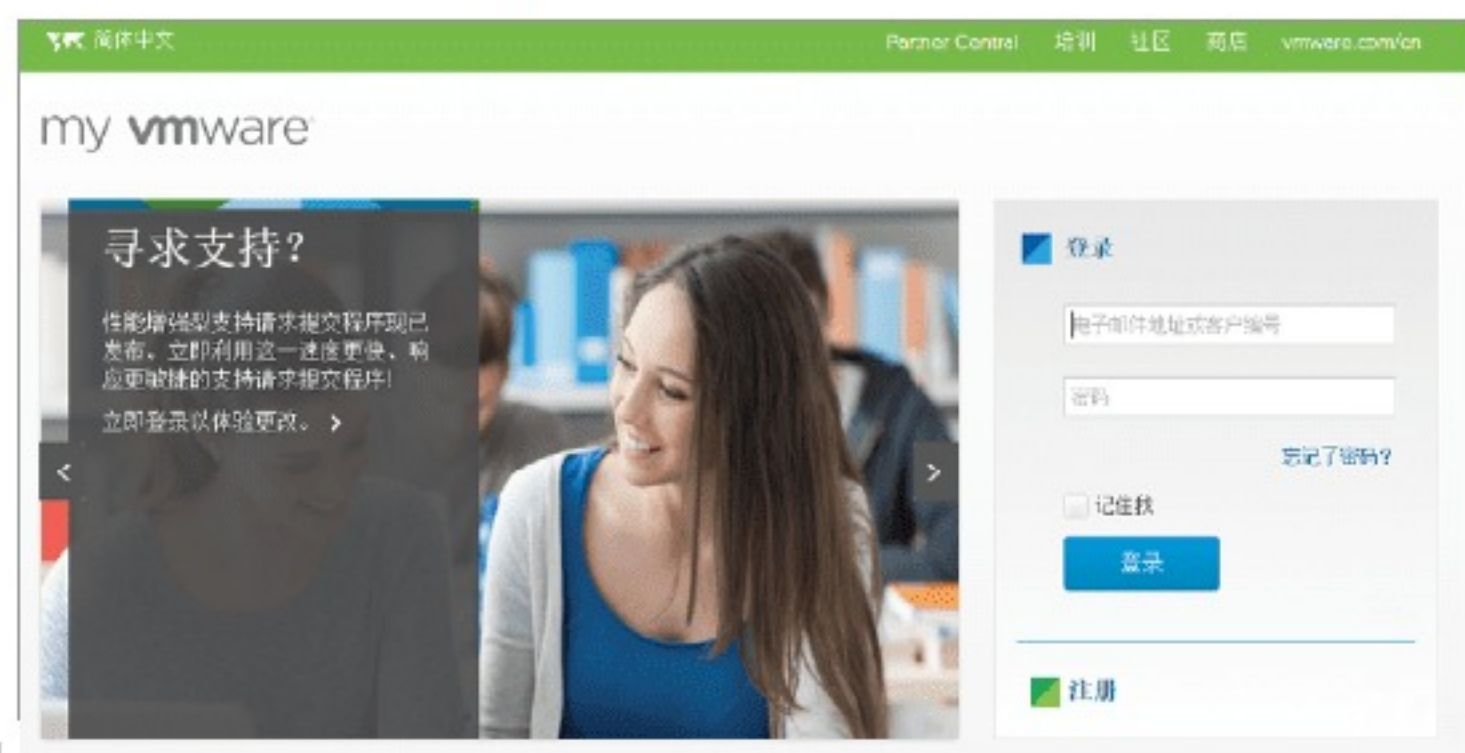 简体中文
Partner Central 培训 社区 商店 vmware.com/cn
my vmware
寻求支持?
性能增强型支持请求提交程序现已
发布。立即利用这一速度更快、响
应更敏捷的支持请求提交程序!
立即登录以体验更改。 >
登录
电子邮件地址或客户编号
密码
忘记了密码?
记住我
登录
注册